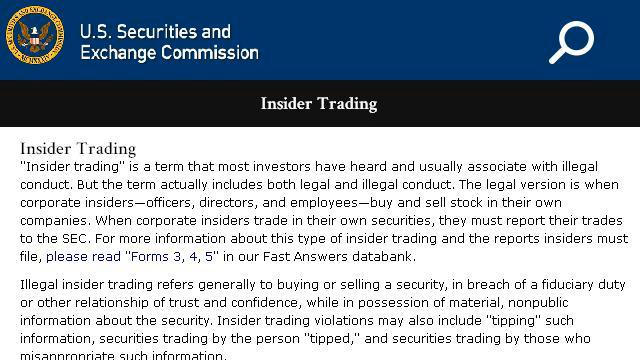 U.S. Securities and
Exchange Commission
Insider Trading
Insider Trading
"Insider trading" is a term that most investors have heard and usually associate with illegal
conduct. But the term actually includes both legal and illegal conduct. The legal version is when
corporate insiders—officers, directors, and employees—buy and sell stock in their own
companies. When corporate insiders trade in their own securities, they must report their trades
to the SEC. For more information about this type of insider trading and the reports insiders must
file, please read "Forms 3, 4, 5" in our Fast Answers databank.
Illegal insider trading refers generally to buying or selling a security, in breach of a fiduciary duty
or other relationship of trust and confidence, while in possession of material, nonpublic
information about the security. Insider trading violations may also include "tipping" such
information, securities trading by the person "tipped," and securities trading by those who
misappropriate such information.